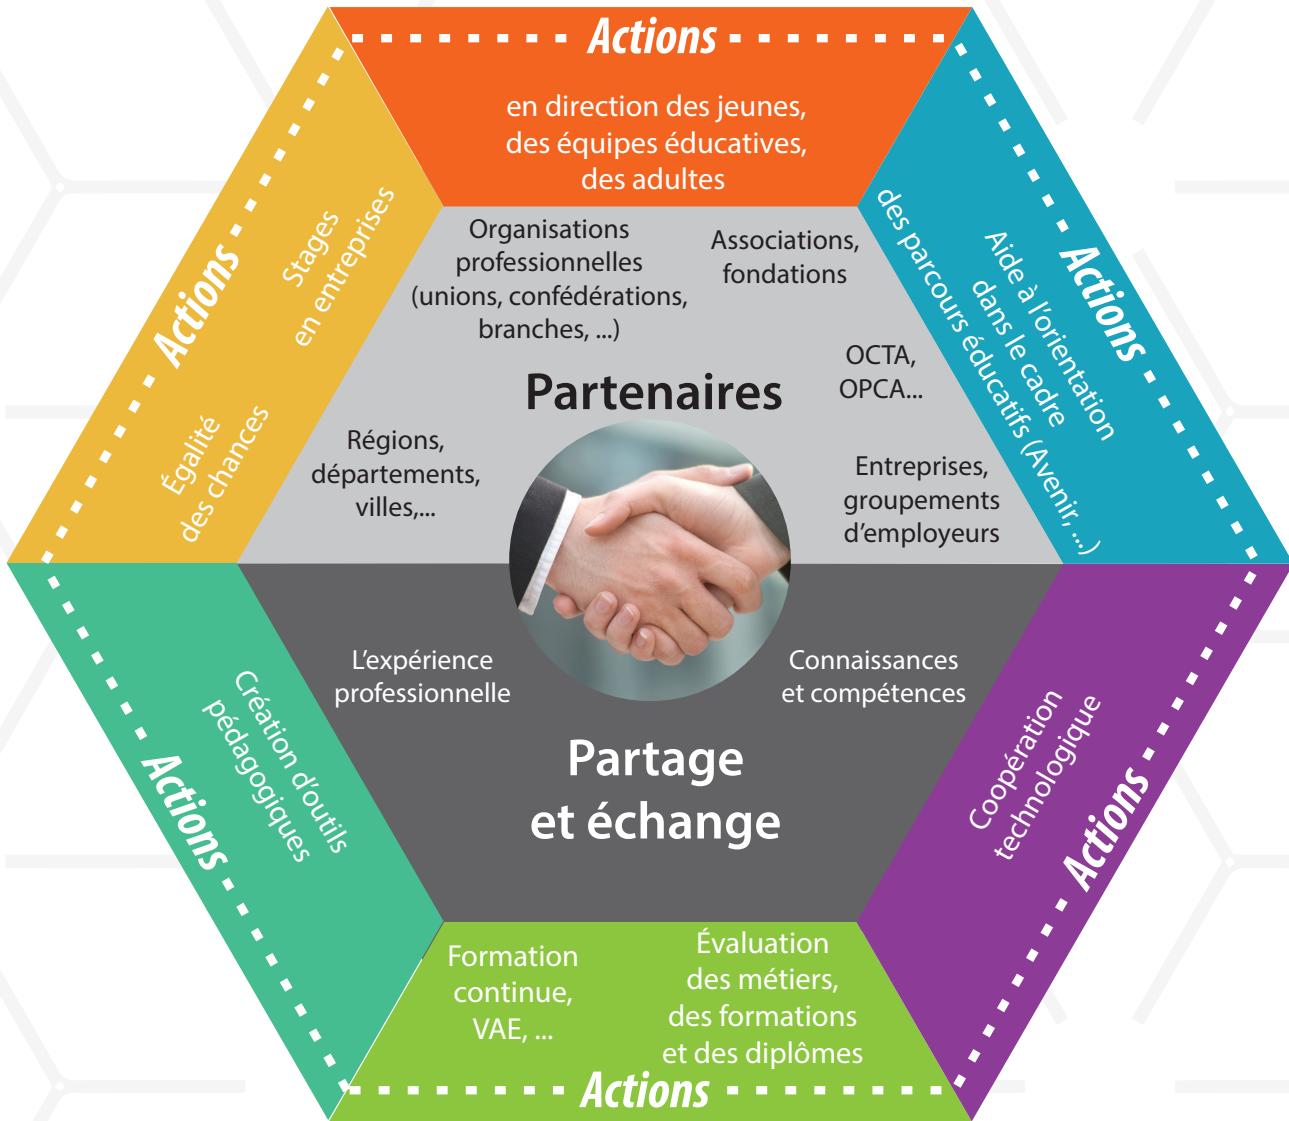 Actions
en direction des jeunes,
des équipes éducatives,
des adultes
Actions
Stages
en entreprises
Égalité
des chances
Actions
Aide à l'orientation
dans le cadre
des parcours éducatifs (Avenir, ...)
Organisations
professionnelles
(unions, confédérations,
branches, ...)
Associations,
fondations
OCTA,
OPCA...
Partenaires
Régions,
départements,
villes,...
Entreprises,
groupements
d'employeurs
L'expérience
professionnelle
Connaissances
et compétences
Partage
et échange
Création d'outils
pédagogiques
Actions
Coopération
technologique
Actions
Formation
continue,
VAE, ...
Évaluation
des métiers,
des formations
et des diplômes
Actions